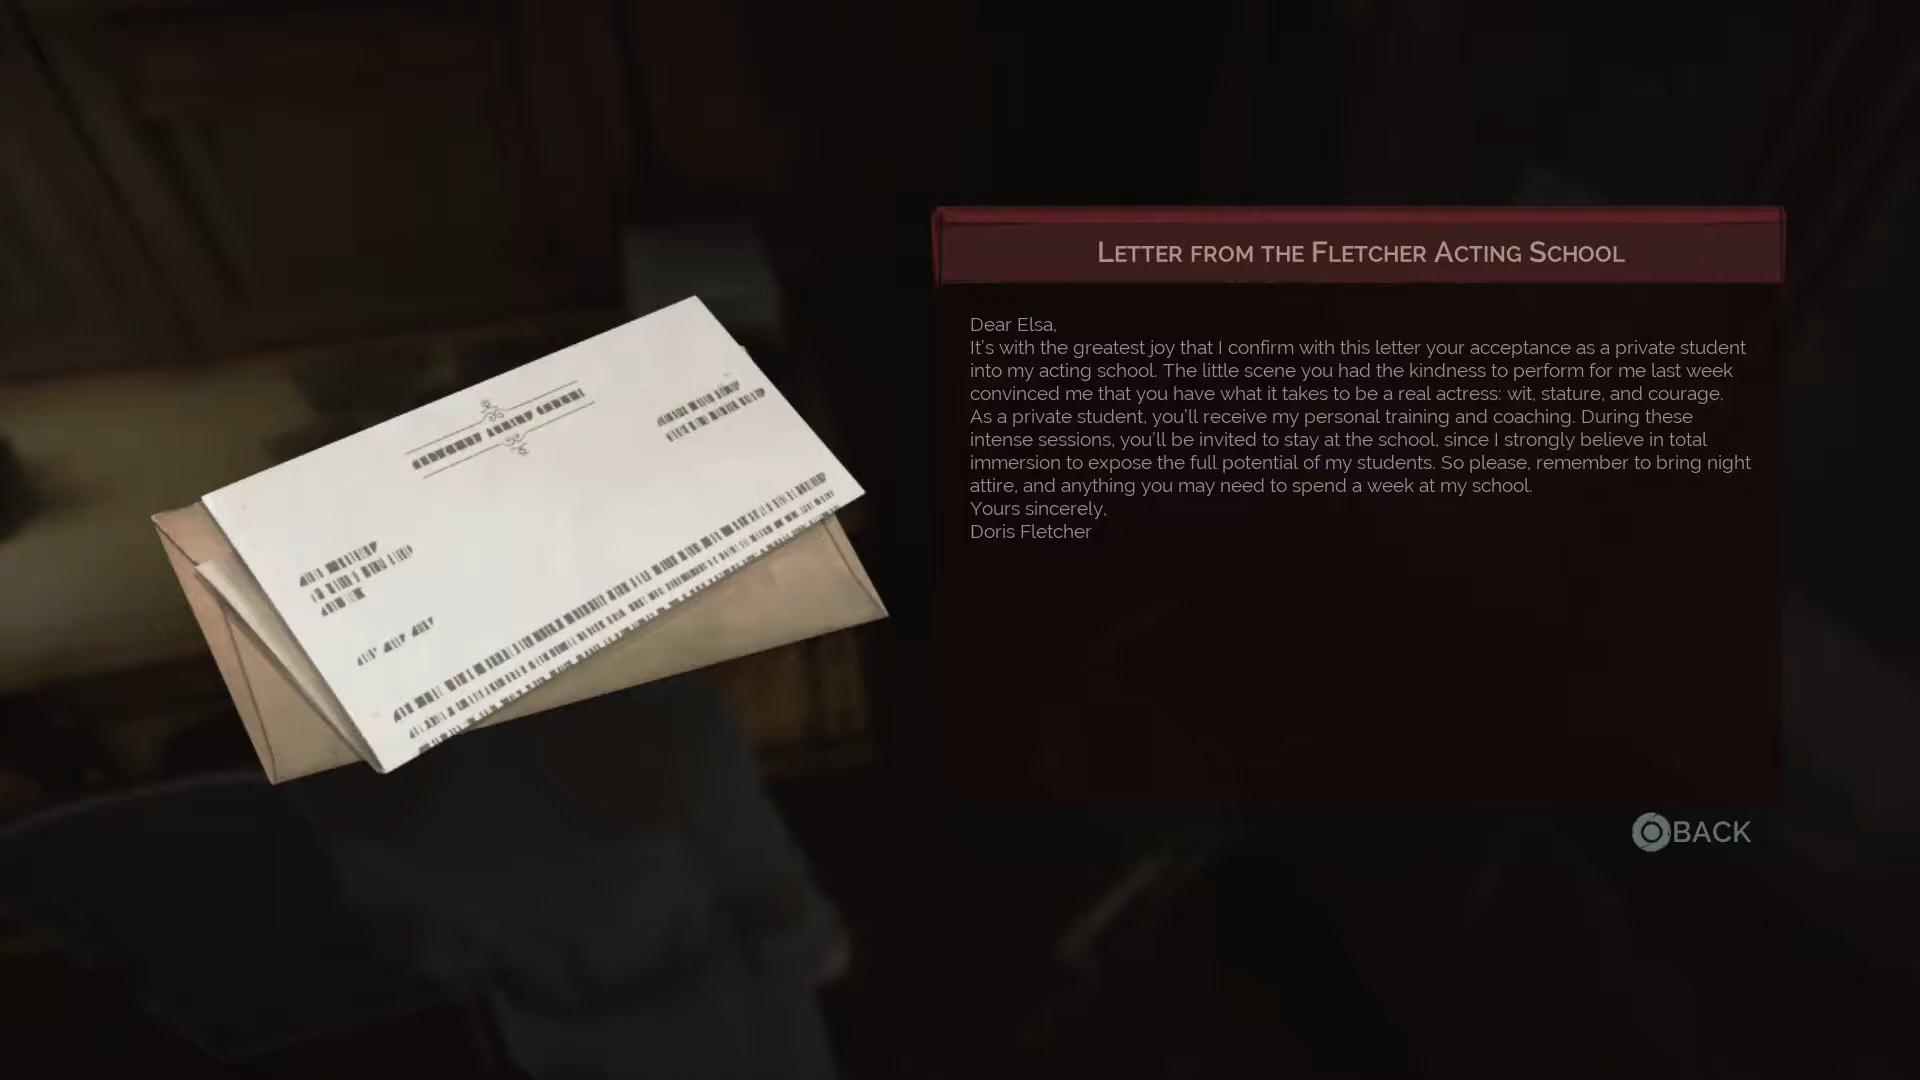 LETTER FROM THE FLETCHER ACTING SCHOOL
Dear Elsa,
It's with the greatest joy that I confirm with this letter your acceptance as a private student
into my acting school. The little scene you had the kindness to perform for me last week
convinced me that you have what it takes to be a real actress: wit, stature, and courage.
As a private student, you'll receive my personal training and coaching. During these
intense sessions, you'll be invited to stay at the school, since I strongly believe in total
immersion to expose the full potential of my students. So please, remember to bring night
attire, and anything you may need to spend a week at my school.
Yours sincerely,
Doris Fletcher
BACK